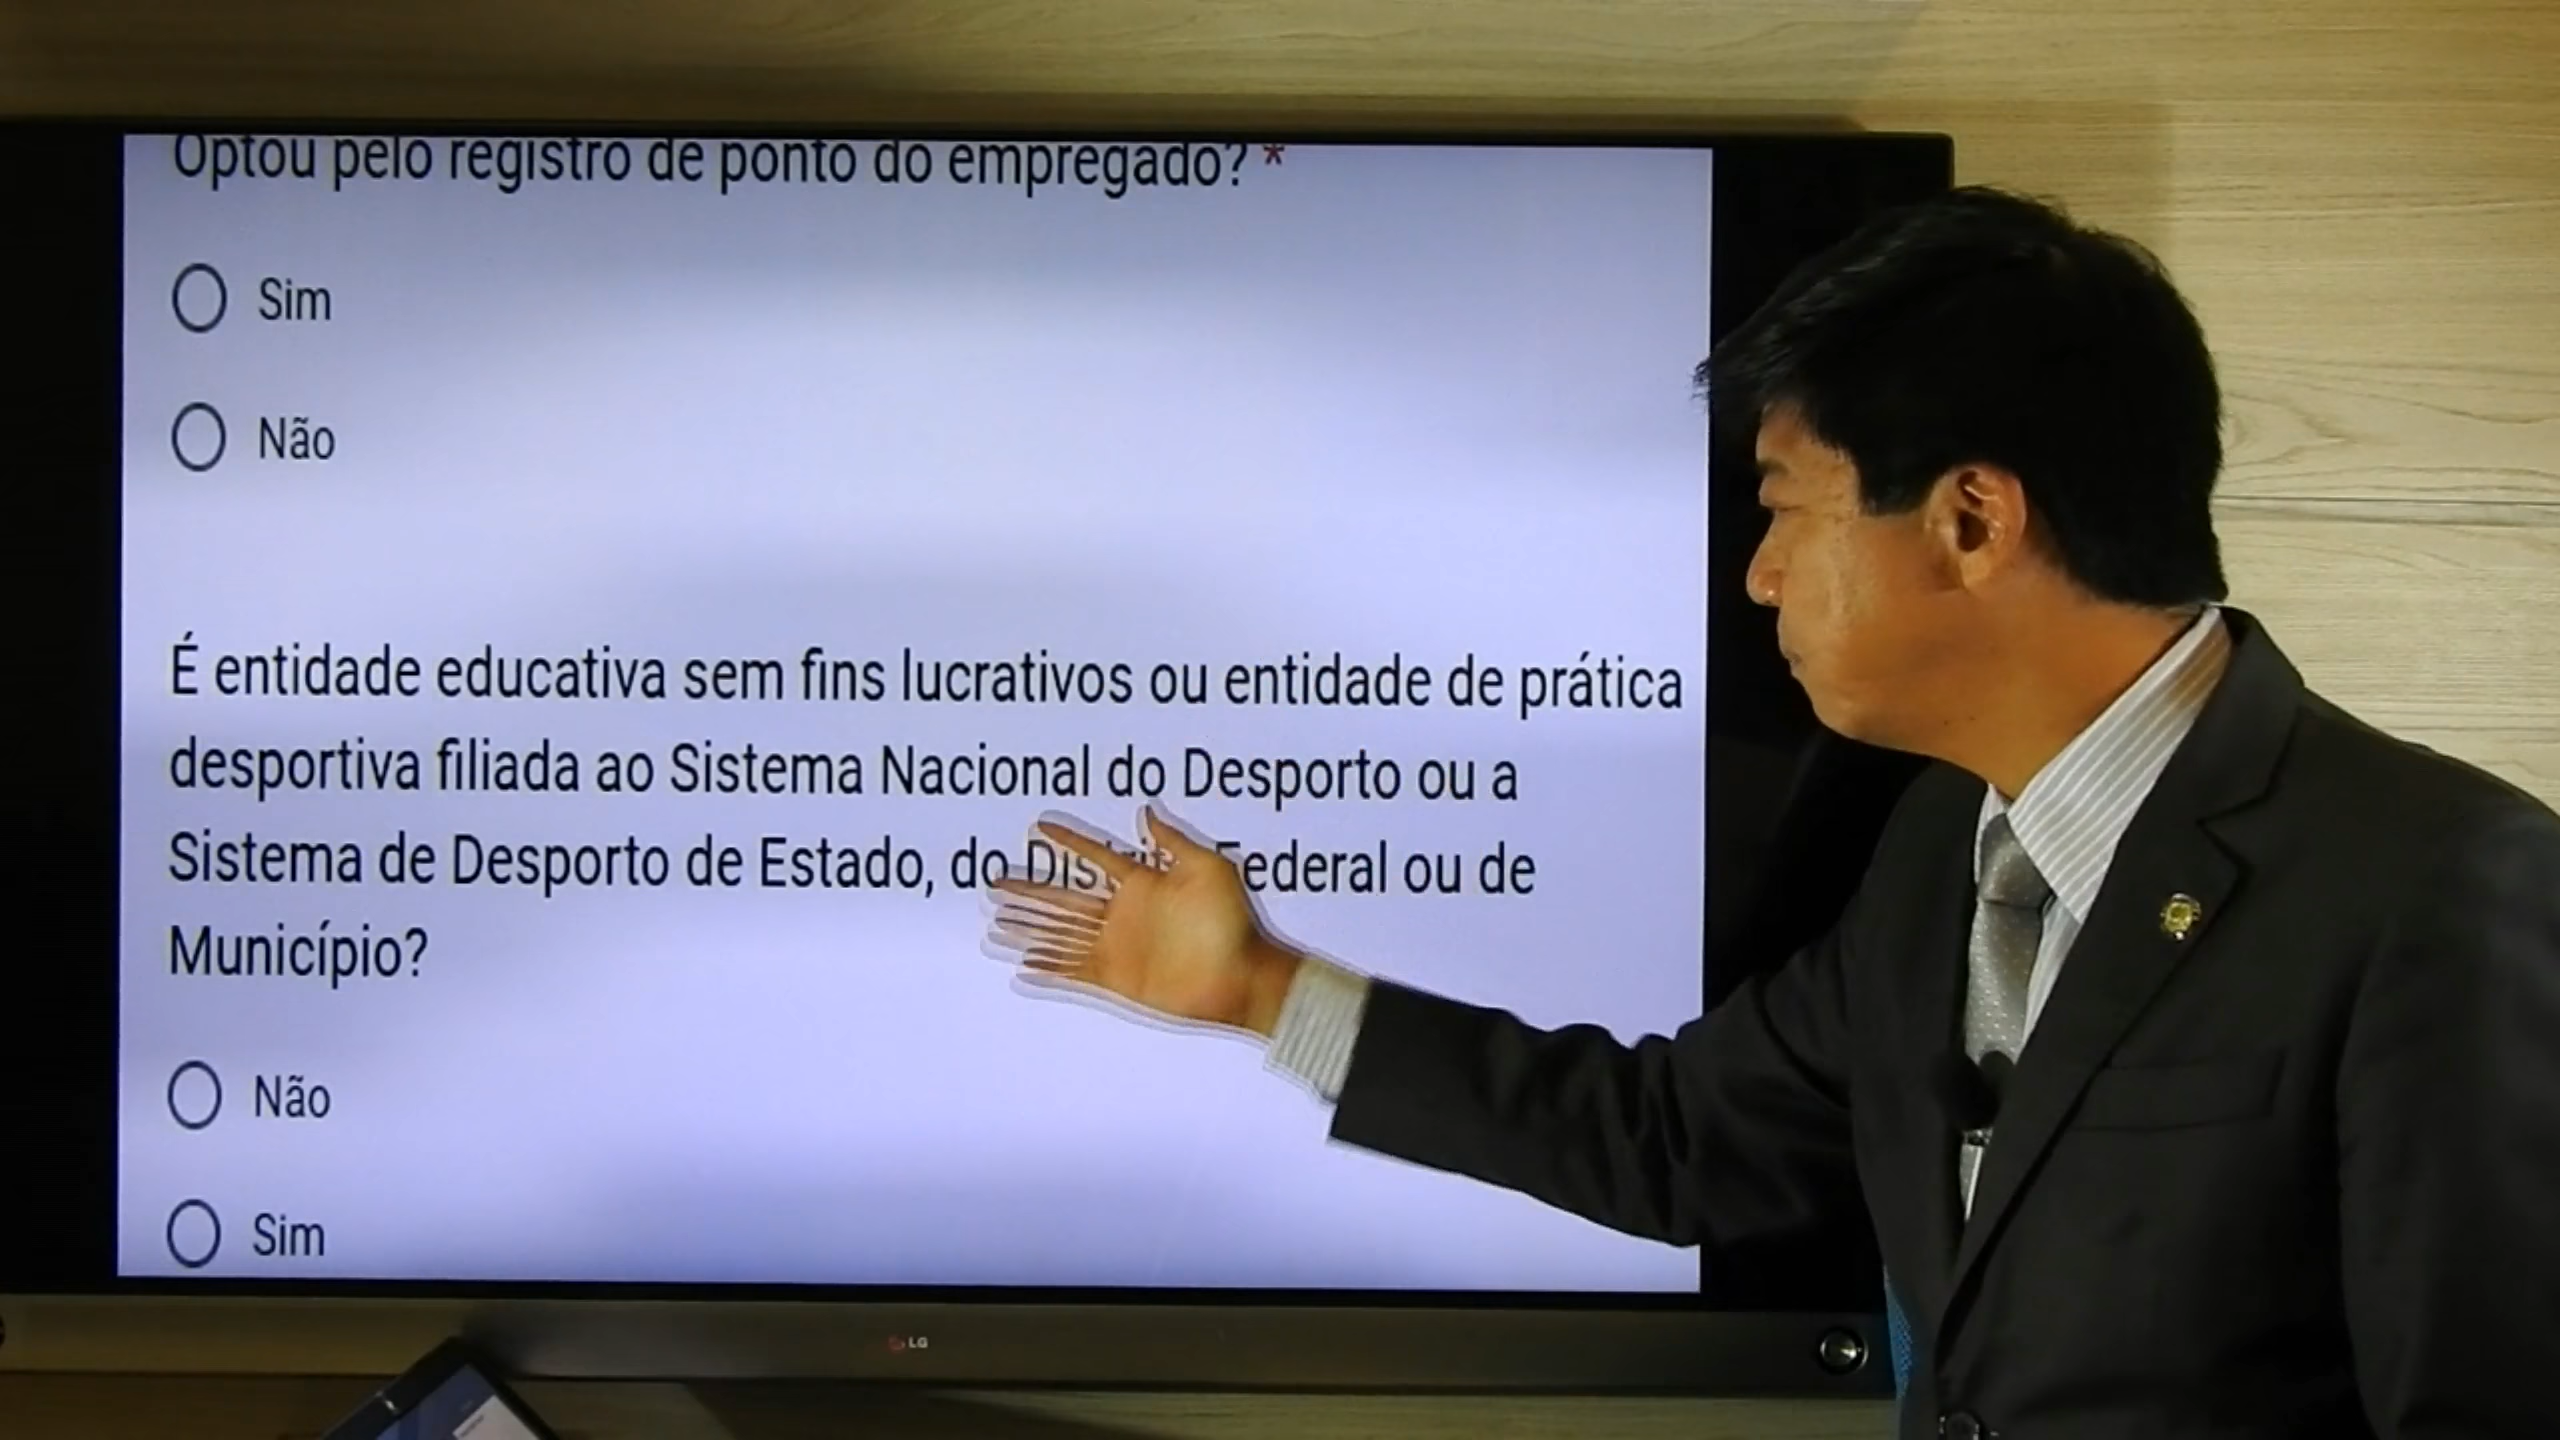 Optou pelo registro de ponto do empregado? *
Sim
Não
É entidade educativa sem fins lucrativos ou entidade de prática
desportiva filiada ao Sistema Nacional do Desporto ou a
Sistema de Desporto de Estado, do Federal ou de
Município?
Não
Sim
LG